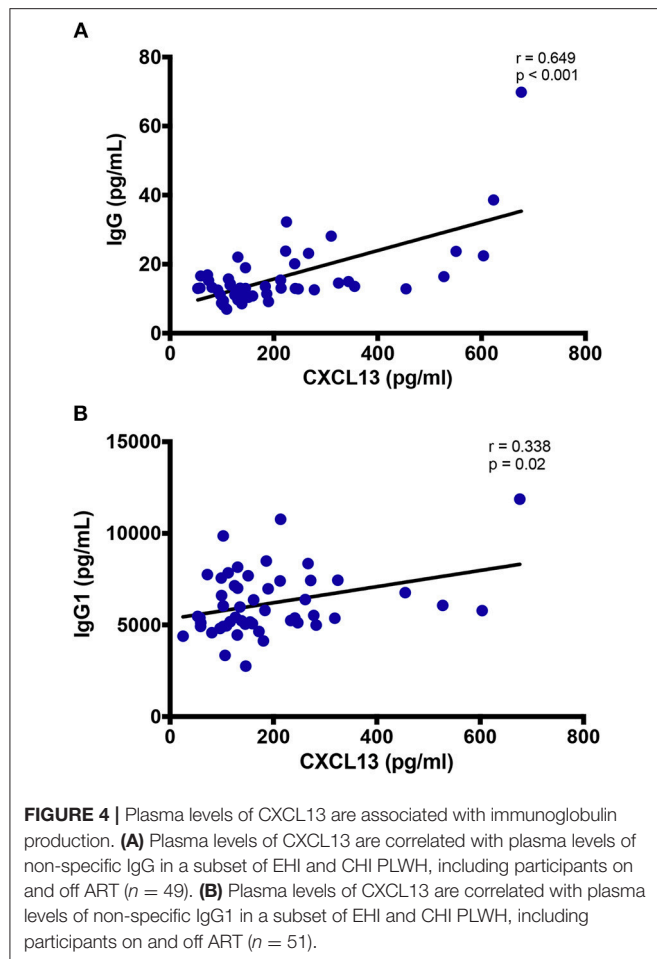 A
r = 0.649
p < 0.001
80
60
40
20
0
IgG (pg/mL)
0 200 400 600 800
CXCL13 (pg/ml)
B
r = 0.338
p = 0.02
15000
10000
5000
0
IgG1 (pg/mL)
0 200 400 600 800
CXCL13 (pg/mL)
FIGURE 4 | Plasma levels of CXCL13 are associated with immunoglobulin
production. (A) Plasma levels of CXCL13 are correlated with plasma levels of
non-specific IgG in a subset of EHI and CHI PLWH, including participants on
and off ART (n = 49). (B) Plasma levels of CXCL13 are correlated with plasma
levels of non-specific IgG1 in a subset of EHI and CHI PLWH, including
participants on and off ART (n = 51).